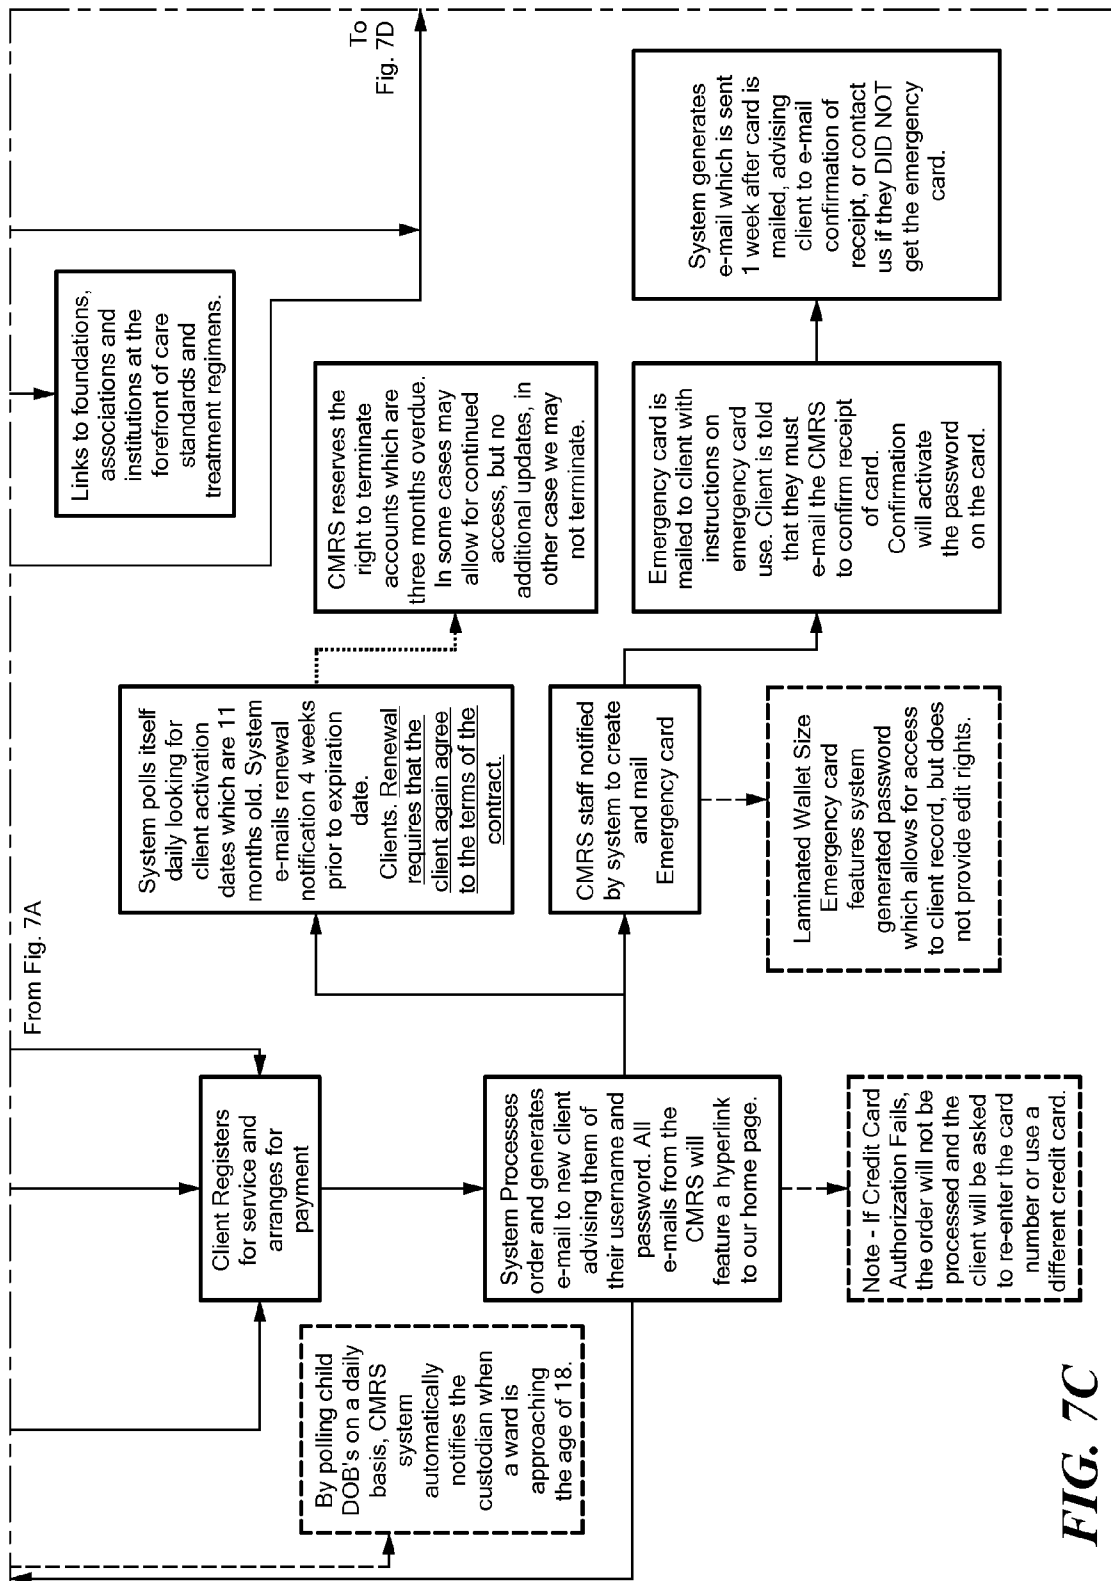 From Fig. 7A
To
Fig. 7D
Client Registers
for service and
arranges for
payment
By polling child
DOB's on a daily
basis, CMRS
system
automatically
notifies the
custodian when
a ward is
approaching
the age of 18.
System Processes
order and generates
e-mail to new client
advising them of
their username and
password. All
e-mails from the
CMRS will
feature a hyperlink
to our home page.
Note - If Credit Card
Authorization Fails,
the order will not be
processed and the
client will be asked
to re-enter the card
number or use a
different credit card.
System polls itself
daily looking for
client activation
dates which are 11
months old. System
e-mails renewal
notification 4 weeks
prior to expiration
date.
Clients. Renewal
requires that the
client again agree
to the terms of the
contract.
CMRS staff notified
by system to create
and mail
Emergency card
Laminated Wallet Size
Emergency card
features system
generated password
which allows for access
to client record, but does
not provide edit rights.
Links to foundations,
associations and
institutions at the
forefront of care
standards and
treatment regimens.
CMRS reserves the
right to terminate
accounts which are
three months overdue.
In some cases may
allow for continued
access, but no
additional updates, in
other case we may
not terminate.
Emergency card is
mailed to client with
instructions on
emergency card
use. Client is told
that they must
e-mail the CMRS
to confirm receipt
of card.
Confirmation
will activate
the password
on the card.
System generates
e-mail which is sent
1 week after card is
mailed, advising
client to e-mail
confirmation of
receipt, or contact
us if they DID NOT
get the emergency
card.
FIG. 7C